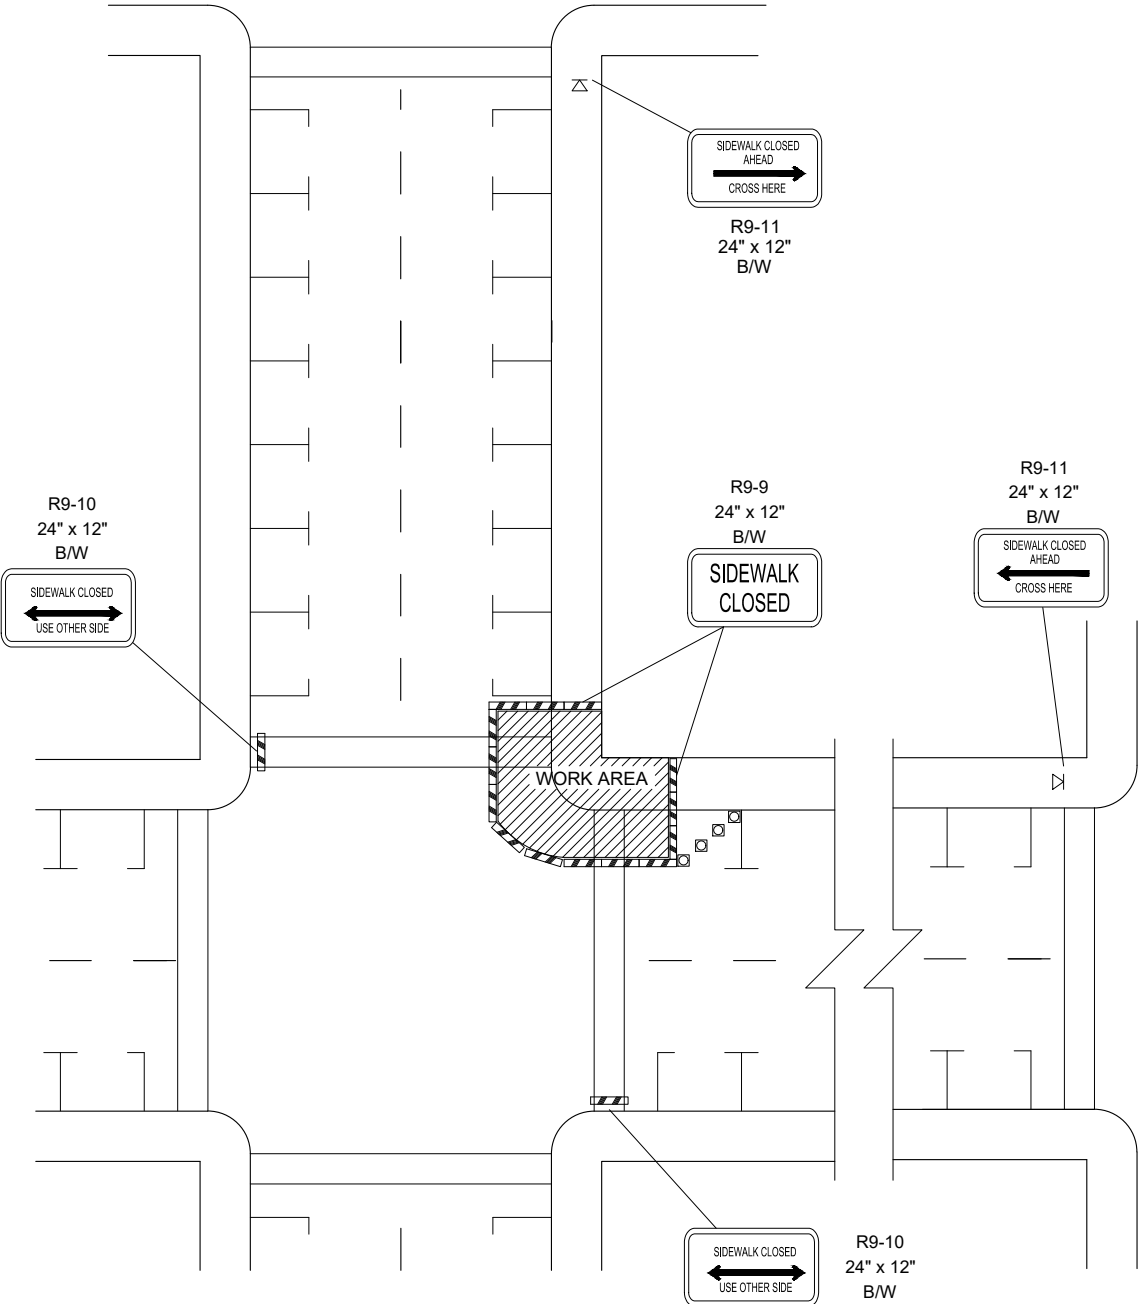 SIDEWALK CLOSED
AHEAD
CROSS HERE
R9-11
24" x 12"
B/W
R9-10
24" x 12"
B/W
SIDEWALK CLOSED
USE OTHER SIDE
R9-9
24" x 12"
B/W
SIDEWALK
CLOSED
R9-11
24" x 12"
B/W
SIDEWALK CLOSED
AHEAD
CROSS HERE
WORK AREA
SIDEWALK CLOSED
USE OTHER SIDE
R9-10
24" x 12"
B/W